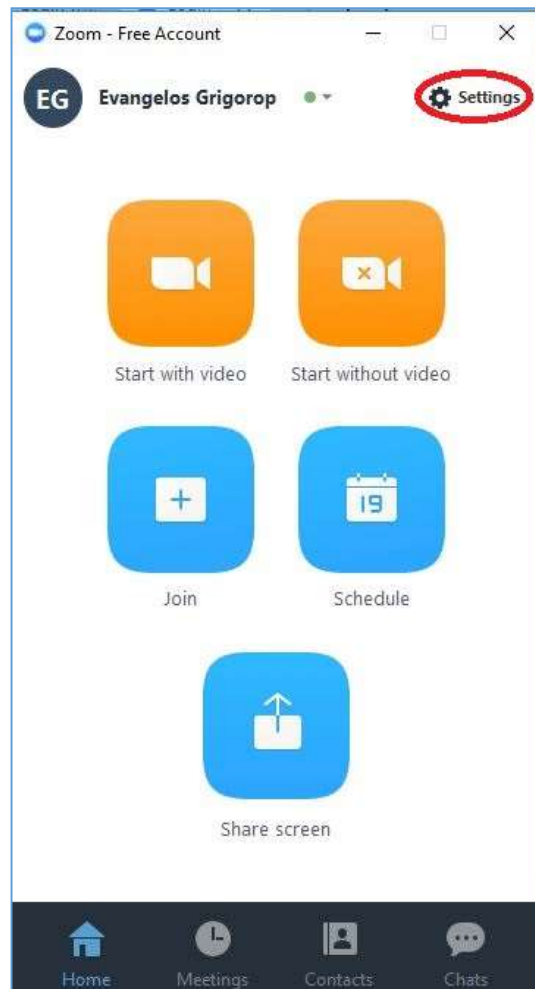 Zoom - Free Account
EG Evangelos Grigorop Settings
Start with video Start without video
19
Join Schedule
Share screen
Home Meetings Contacts Chats